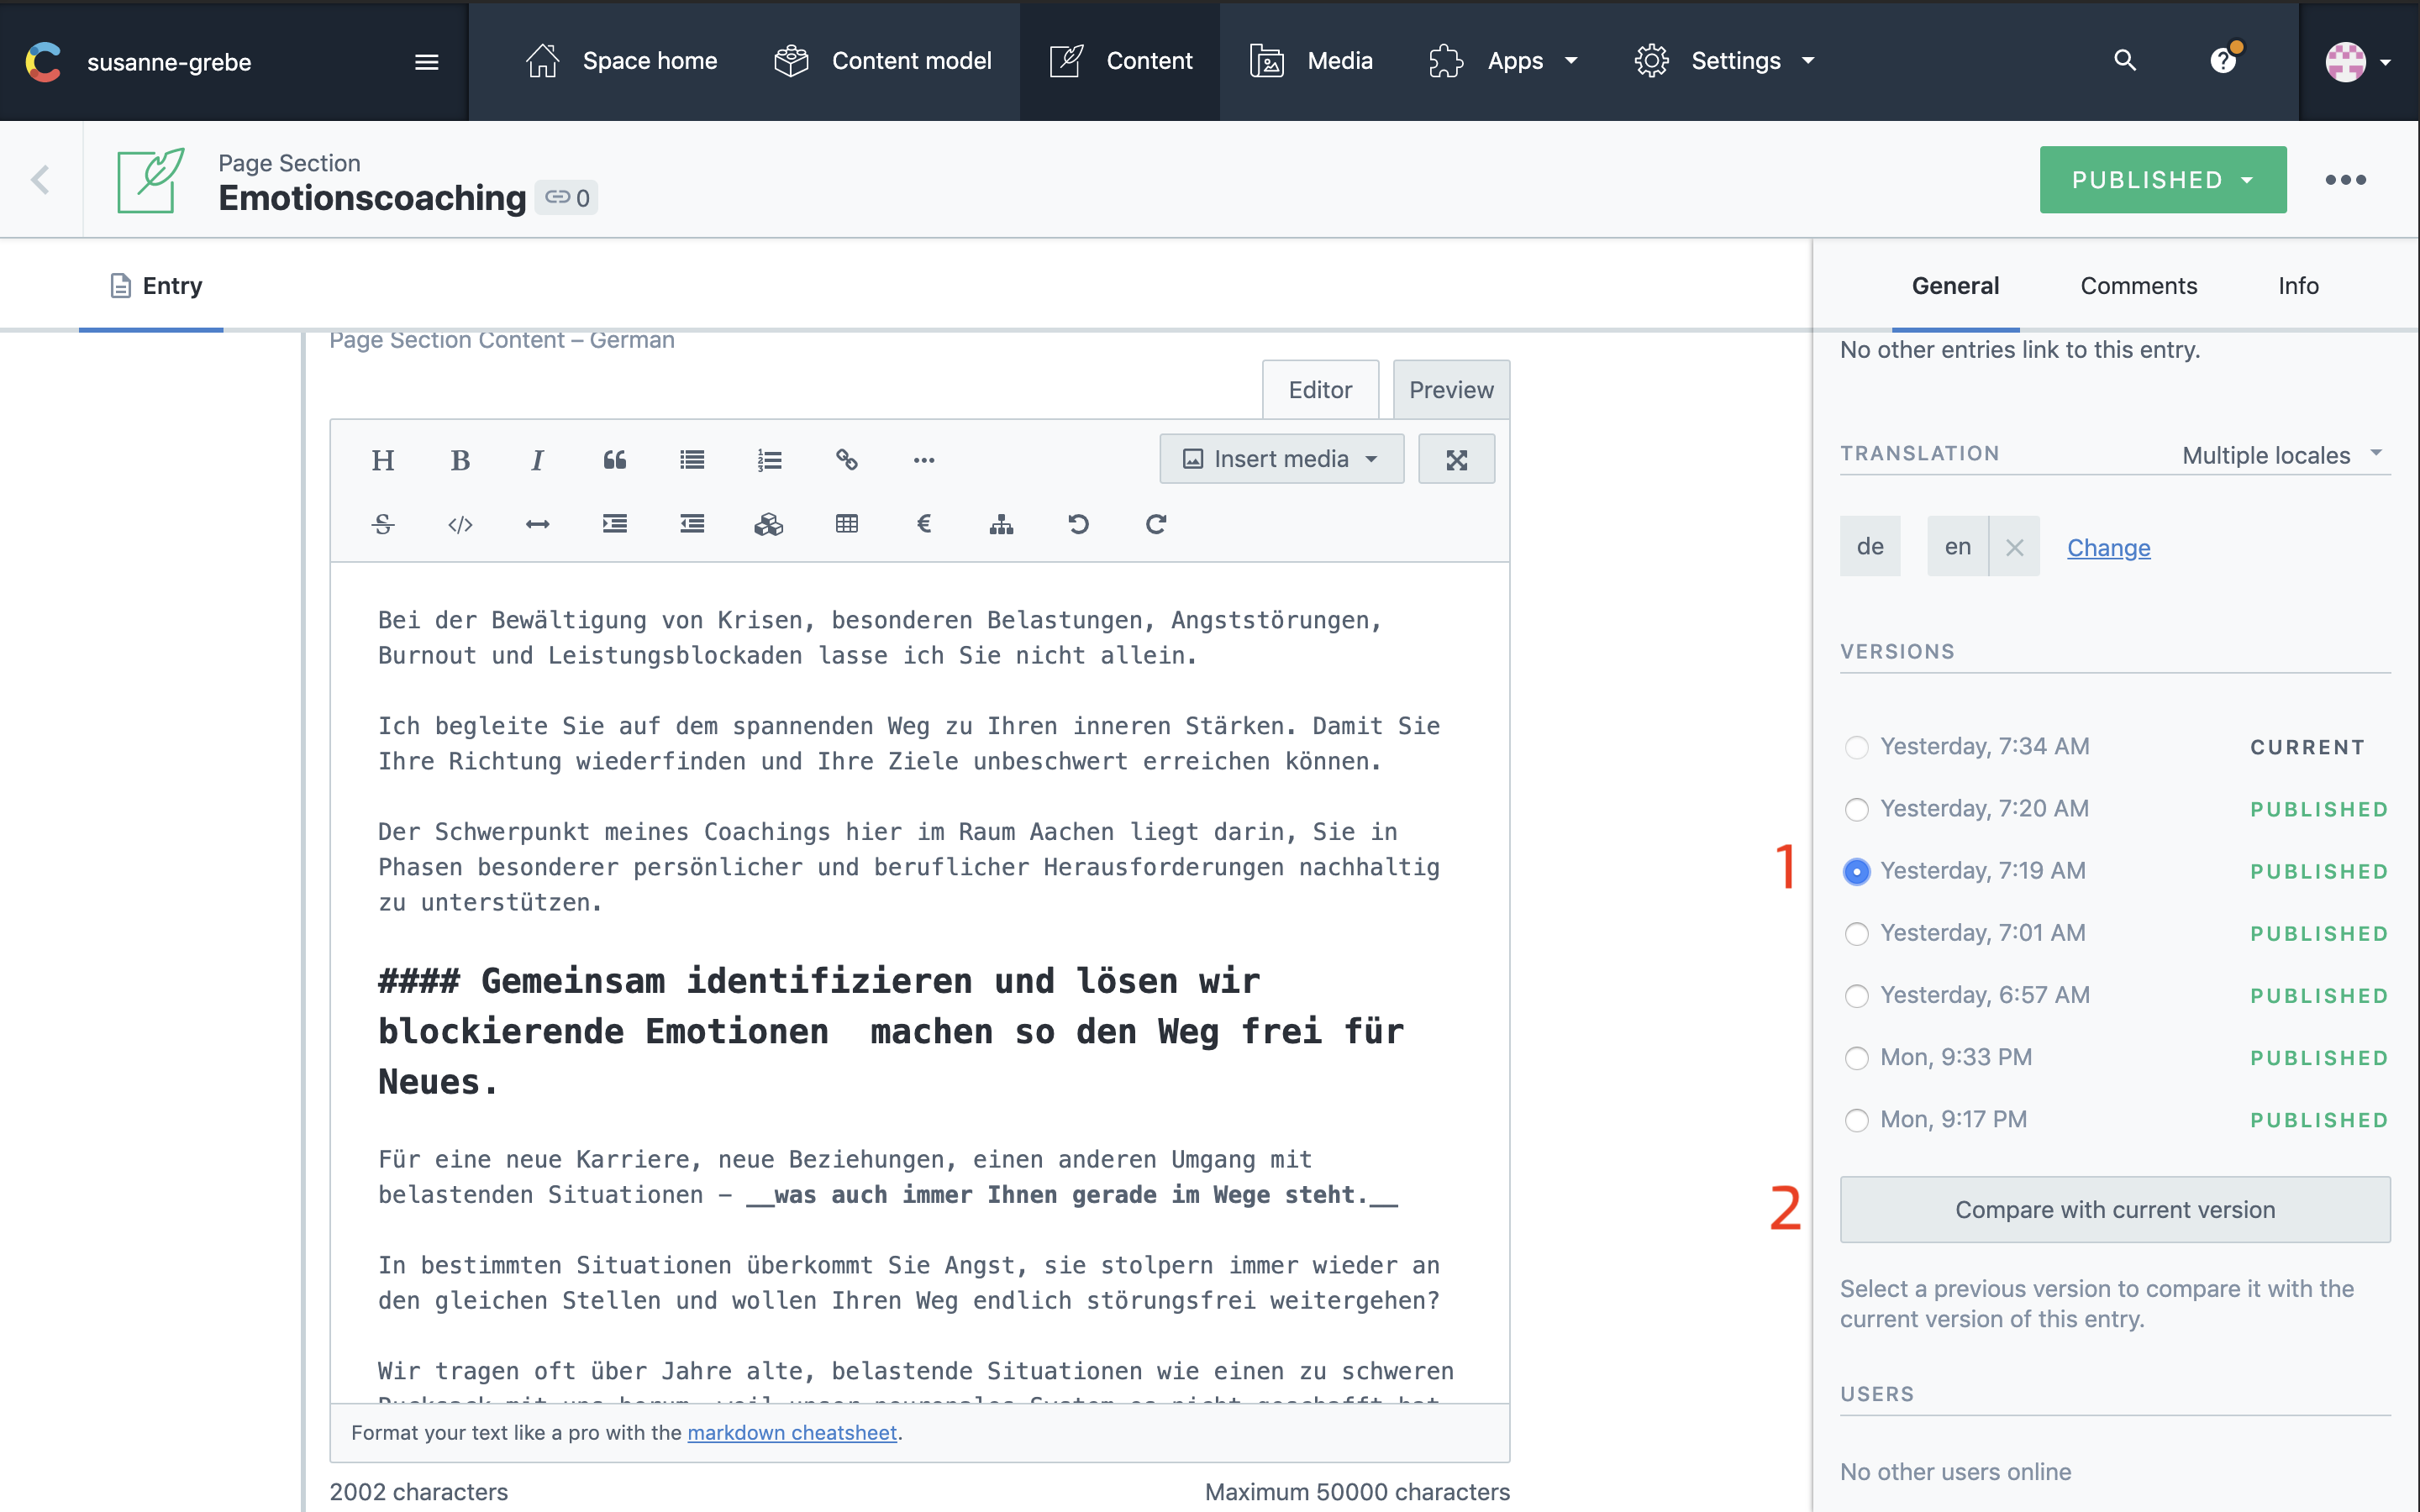 susanne-grebe
Space home
Content model
Content
Media
Apps
Settings
?
Page Section
Emotionscoaching 0
PUBLISHED
Entry
General
Comments
Info
Page Section Content – German
Editor
Preview
H B I
Insert media
S </> €
Bei der Bewältigung von Krisen, besonderen Belastungen, Angststörungen,
Burnout und Leistungsblockaden lasse ich Sie nicht allein.
Ich begleite Sie auf dem spannenden Weg zu Ihren inneren Stärken. Damit Sie
Ihre Richtung wiederfinden und Ihre Ziele unbeschwert erreichen können.
Der Schwerpunkt meines Coachings hier im Raum Aachen liegt darin, Sie in
Phasen besonderer persönlicher und beruflicher Herausforderungen nachhaltig
zu unterstützen.
#### Gemeinsam identifizieren und lösen wir
blockierende Emotionen  machen so den Weg frei für
Neues.
Für eine neue Karriere, neue Beziehungen, einen anderen Umgang mit
belastenden Situationen – __was auch immer Ihnen gerade im Wege steht.__
In bestimmten Situationen überkommt Sie Angst, sie stolpern immer wieder an
den gleichen Stellen und wollen Ihren Weg endlich störungsfrei weitergehen?
Wir tragen oft über Jahre alte, belastende Situationen wie einen zu schweren
Format your text like a pro with the markdown cheatsheet.
2002 characters
Maximum 50000 characters
No other entries link to this entry.
TRANSLATION
Multiple locales
de
en
Change
VERSIONS
Yesterday, 7:34 AM CURRENT
Yesterday, 7:20 AM PUBLISHED
1
Yesterday, 7:19 AM PUBLISHED
Yesterday, 7:01 AM PUBLISHED
Yesterday, 6:57 AM PUBLISHED
Mon, 9:33 PM PUBLISHED
Mon, 9:17 PM PUBLISHED
2
Compare with current version
Select a previous version to compare it with the
current version of this entry.
USERS
No other users online